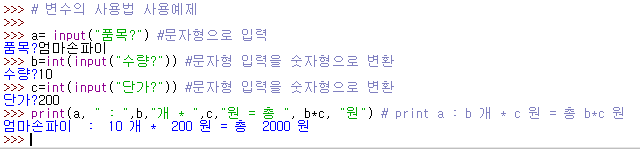 >>> # 변수의 사용법 사용예제
>>>
>>> a= input("품목?") #문자형으로 입력
품목?엄마손파이
>>> b=int(input("수량?")) #문자형 입력을 숫자형으로 변환
수량?10
>>> c=int(input("단가?")) #문자형 입력을 숫자형으로 변환
단가?200
>>> print(a, " : ",b,"개 * ",c,"원 = 총 ", b*c, "원") # print a : b 개 * c 원 = 총 b*c 원
엄마손파이  :  10 개 *  200 원 = 총  2000 원
>>>